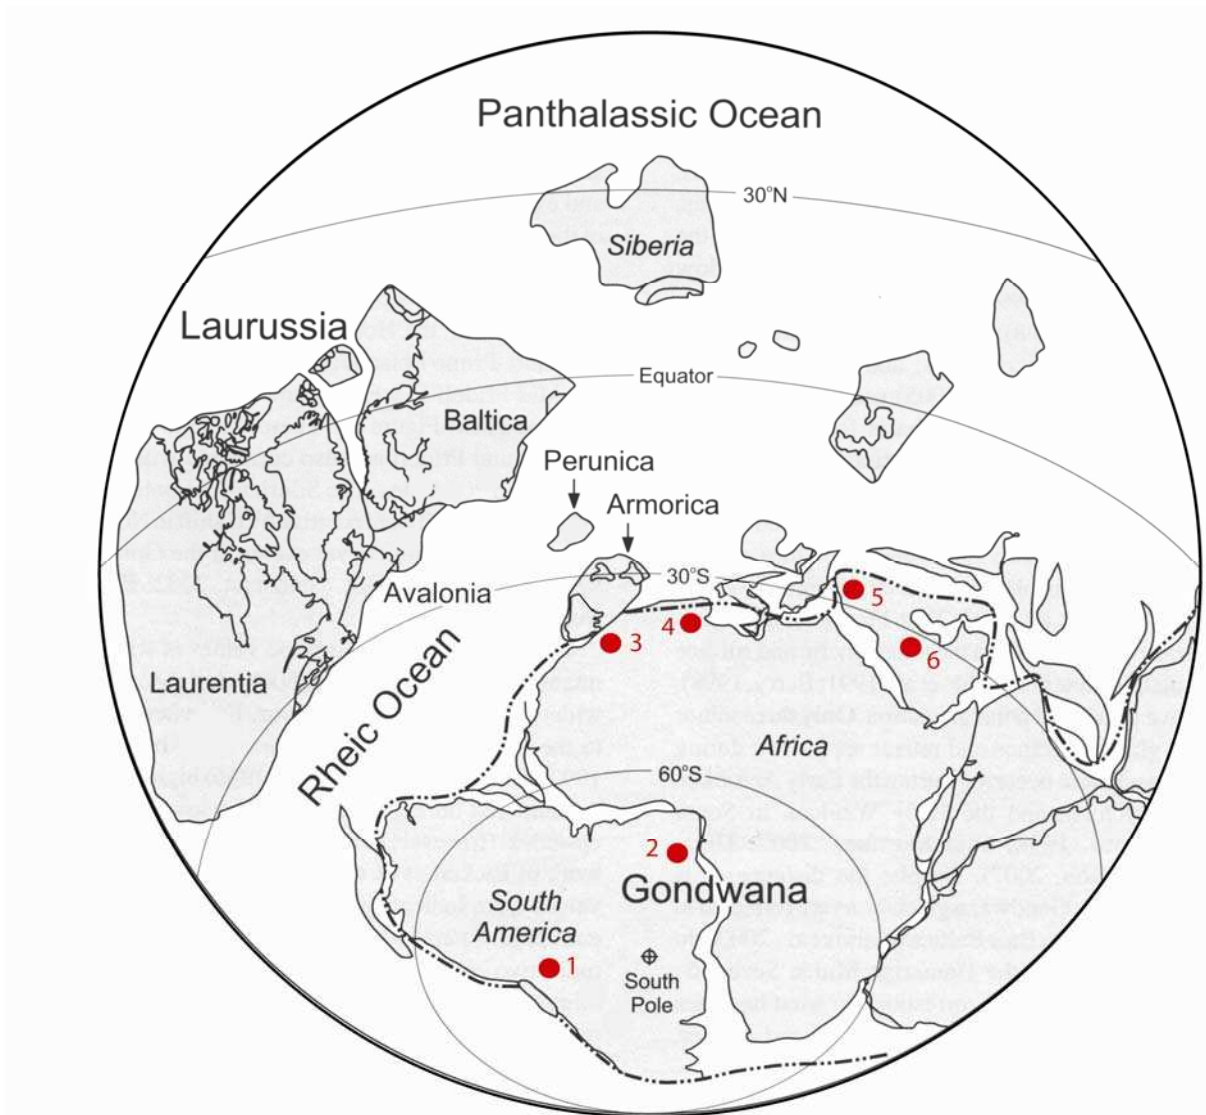 Panthalassic Ocean
30°N
Siberia
Laurussia
Equator
Baltica
Perunica
Armorica
30°S
Avalonia
5
4
3
6
Laurentia
Rheic Ocean
Africa
60°S
2
Gondwana
South
America
1
South
Pole